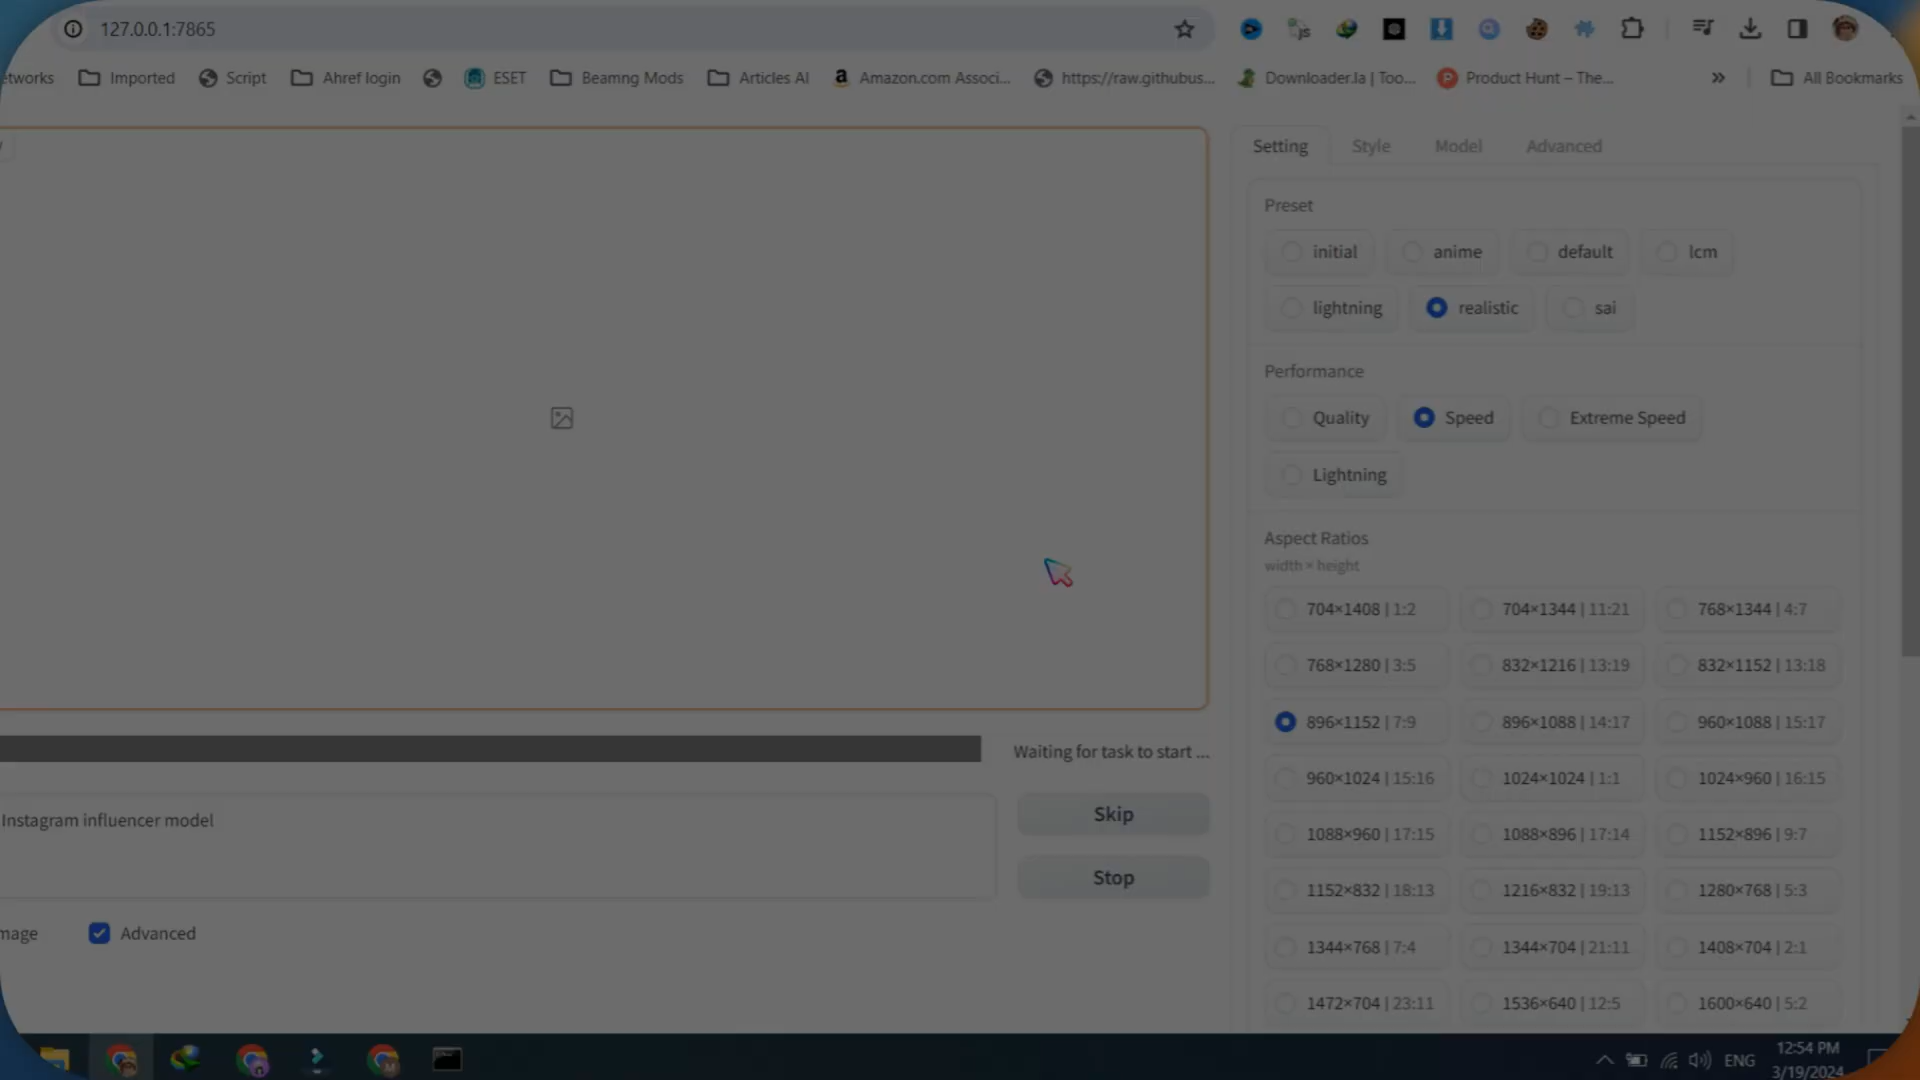 127.0.0.1:7865
etworks Imported Script Ahref login ESET Beamng Mods Articles AI Amazon.com Associ... https://raw.githubus... Downloader.la | Too... Product Hunt – The... » All Bookmarks
Setting Style Model Advanced
Preset
initial anime default lcm
lightning realistic sai
Performance
Quality Speed Extreme Speed
Lightning
Aspect Ratios
width × height
704×1408 | 1:2 704×1344 | 11:21 768×1344 | 4:7
768×1280 | 3:5 832×1216 | 13:19 832×1152 | 13:18
896×1152 | 7:9 896×1088 | 14:17 960×1088 | 15:17
960×1024 | 15:16 1024×1024 | 1:1 1024×960 | 16:15
1088×960 | 17:15 1088×896 | 17:14 1152×896 | 9:7
1152×832 | 18:13 1216×832 | 19:13 1280×768 | 5:3
1344×768 | 7:4 1344×704 | 21:11 1408×704 | 2:1
1472×704 | 23:11 1536×640 | 12:5 1600×640 | 5:2
Waiting for task to start ...
Instagram influencer model
Skip
Stop
mage Advanced
ENG
12:54 PM
3/19/2024